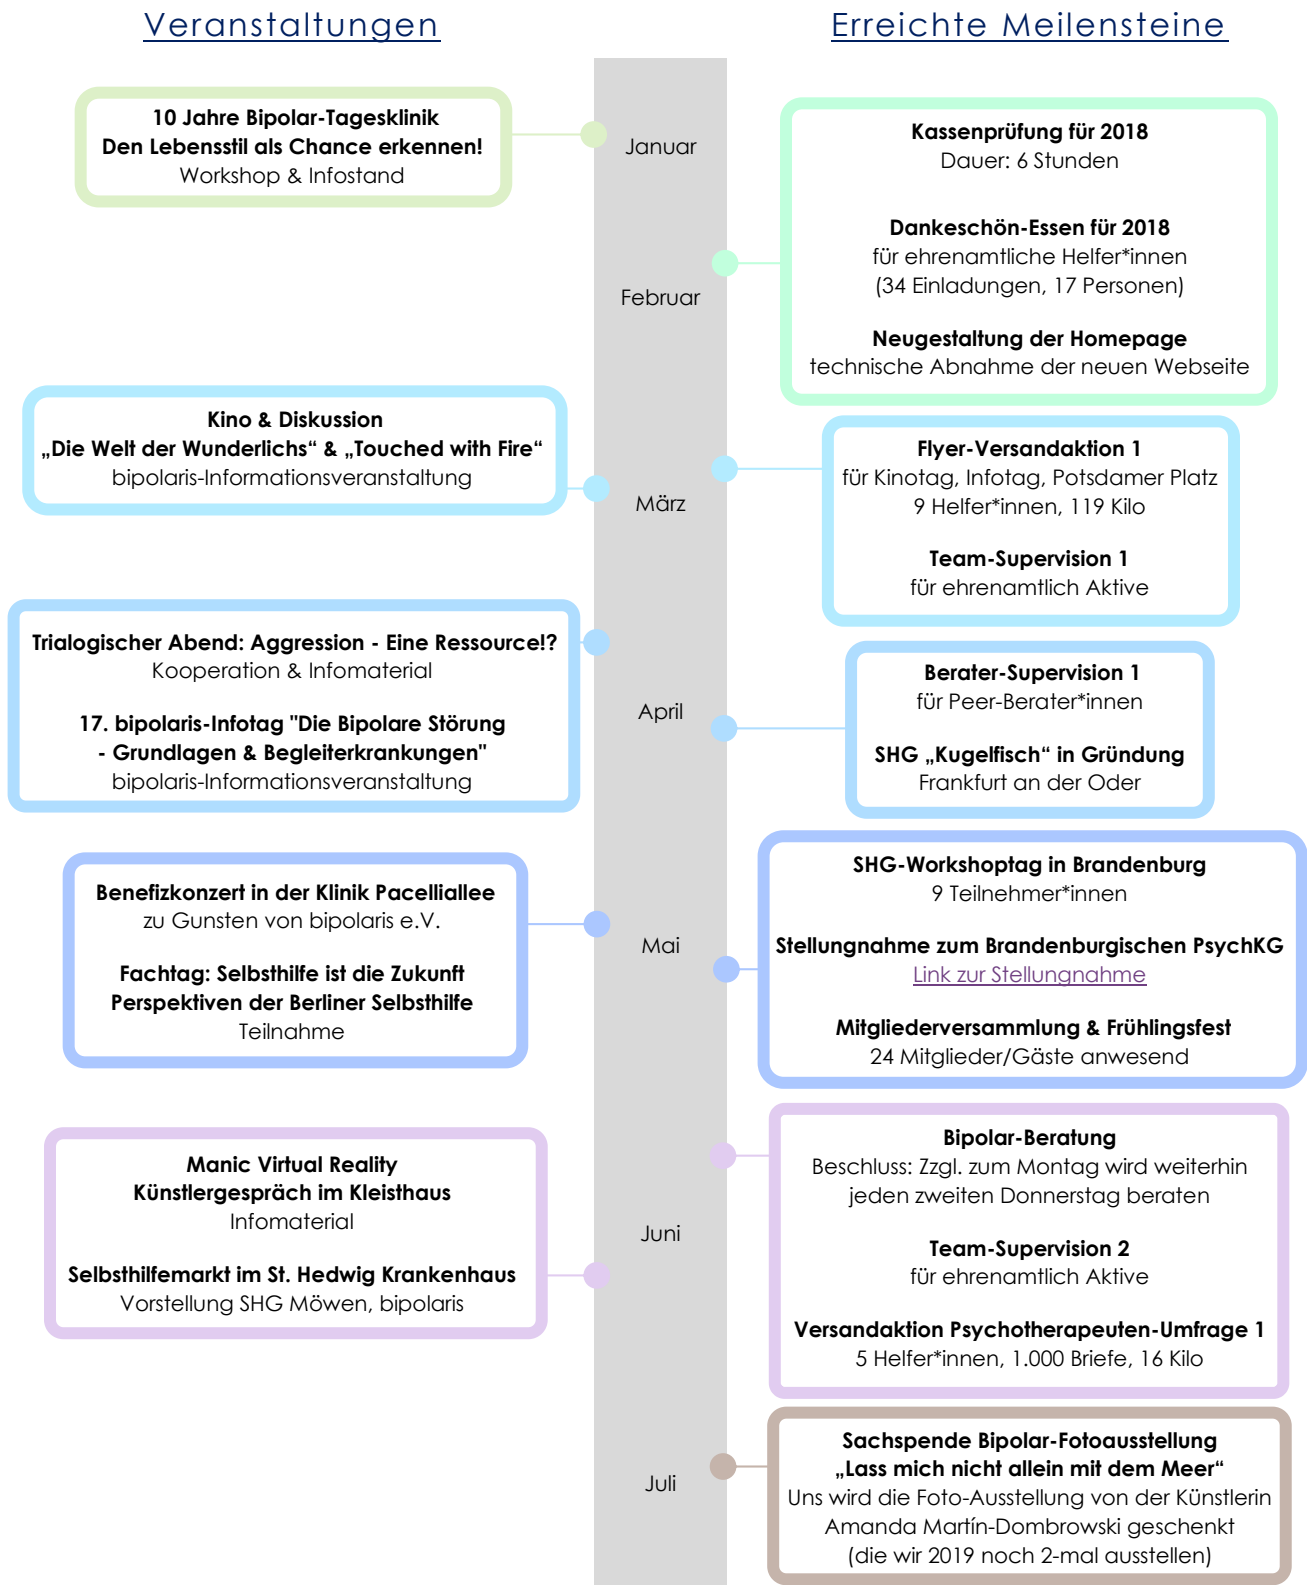 Veranstaltungen
Erreichte Meilensteine
Januar
10 Jahre Bipolar-Tagesklinik
Den Lebensstil als Chance erkennen!
Workshop & Infostand
Kassenprüfung für 2018
Dauer: 6 Stunden
Dankeschön-Essen für 2018
für ehrenamtliche Helfer*innen
(34 Einladungen, 17 Personen)
Neugestaltung der Homepage
technische Abnahme der neuen Webseite
Februar
März
Kino & Diskussion
„Die Welt der Wunderlichs“ & „Touched with Fire“
bipolaris-Informationsveranstaltung
Flyer-Versandaktion 1
für Kinotag, Infotag, Potsdamer Platz
9 Helfer*innen, 119 Kilo
Team-Supervision 1
für ehrenamtlich Aktive
April
Trialogischer Abend: Aggression - Eine Ressource!?
Kooperation & Infomaterial
17. bipolaris-Infotag "Die Bipolare Störung
- Grundlagen & Begleiterkrankungen"
bipolaris-Informationsveranstaltung
Berater-Supervision 1
für Peer-Berater*innen
SHG „Kugelfisch“ in Gründung
Frankfurt an der Oder
Mai
Benefizkonzert in der Klinik Pacelliallee
zu Gunsten von bipolaris e.V.
Fachtag: Selbsthilfe ist die Zukunft
Perspektiven der Berliner Selbsthilfe
Teilnahme
SHG-Workshoptag in Brandenburg
9 Teilnehmer*innen
Stellungnahme zum Brandenburgischen PsychKG
Link zur Stellungnahme
Mitgliederversammlung & Frühlingsfest
24 Mitglieder/Gäste anwesend
Juni
Manic Virtual Reality
Künstlergespräch im Kleisthaus
Infomaterial
Selbsthilfemarkt im St. Hedwig Krankenhaus
Vorstellung SHG Möwen, bipolaris
Bipolar-Beratung
Beschluss: Zzgl. zum Montag wird weiterhin
jeden zweiten Donnerstag beraten
Team-Supervision 2
für ehrenamtlich Aktive
Versandaktion Psychotherapeuten-Umfrage 1
5 Helfer*innen, 1.000 Briefe, 16 Kilo
Juli
Sachspende Bipolar-Fotoausstellung
„Lass mich nicht allein mit dem Meer“
Uns wird die Foto-Ausstellung von der Künstlerin
Amanda Martín-Dombrowski geschenkt
(die wir 2019 noch 2-mal ausstellen)